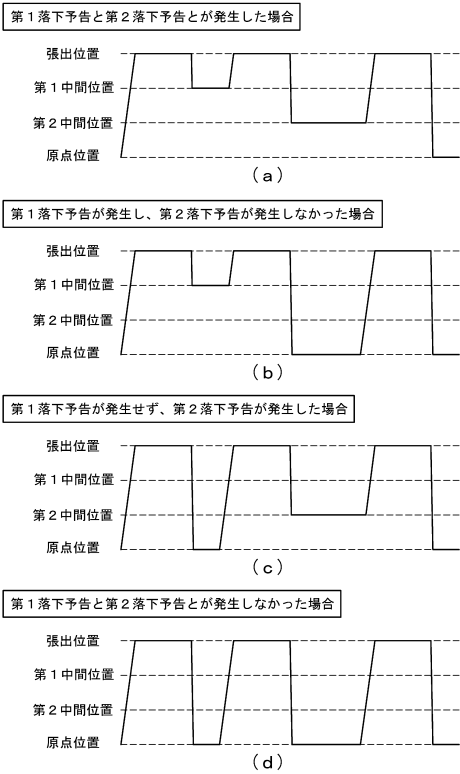 第１落下予告と第２落下予告とが発生した場合
張出位置
第１中間位置
第２中間位置
原点位置
（a）
第１落下予告が発生し、第２落下予告が発生しなかった場合
張出位置
第１中間位置
第２中間位置
原点位置
（b）
第１落下予告が発生せず、第２落下予告が発生した場合
張出位置
第１中間位置
第２中間位置
原点位置
（c）
第１落下予告と第２落下予告とが発生しなかった場合
張出位置
第１中間位置
第２中間位置
原点位置
（d）